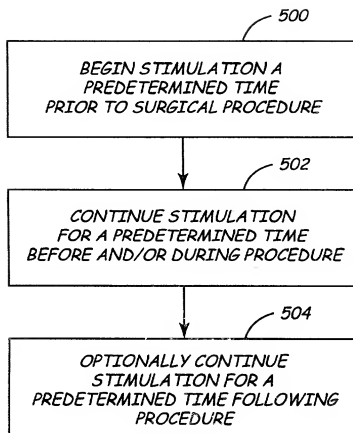 500
BEGIN STIMULATION A
PREDETERMINED TIME
PRIOR TO SURGICAL PROCEDURE
502
CONTINUE STIMULATION
FOR A PREDETERMINED TIME
BEFORE AND/OR DURING PROCEDURE
504
OPTIONALLY CONTINUE
STIMULATION FOR A
PREDETERMINED TIME FOLLOWING
PROCEDURE